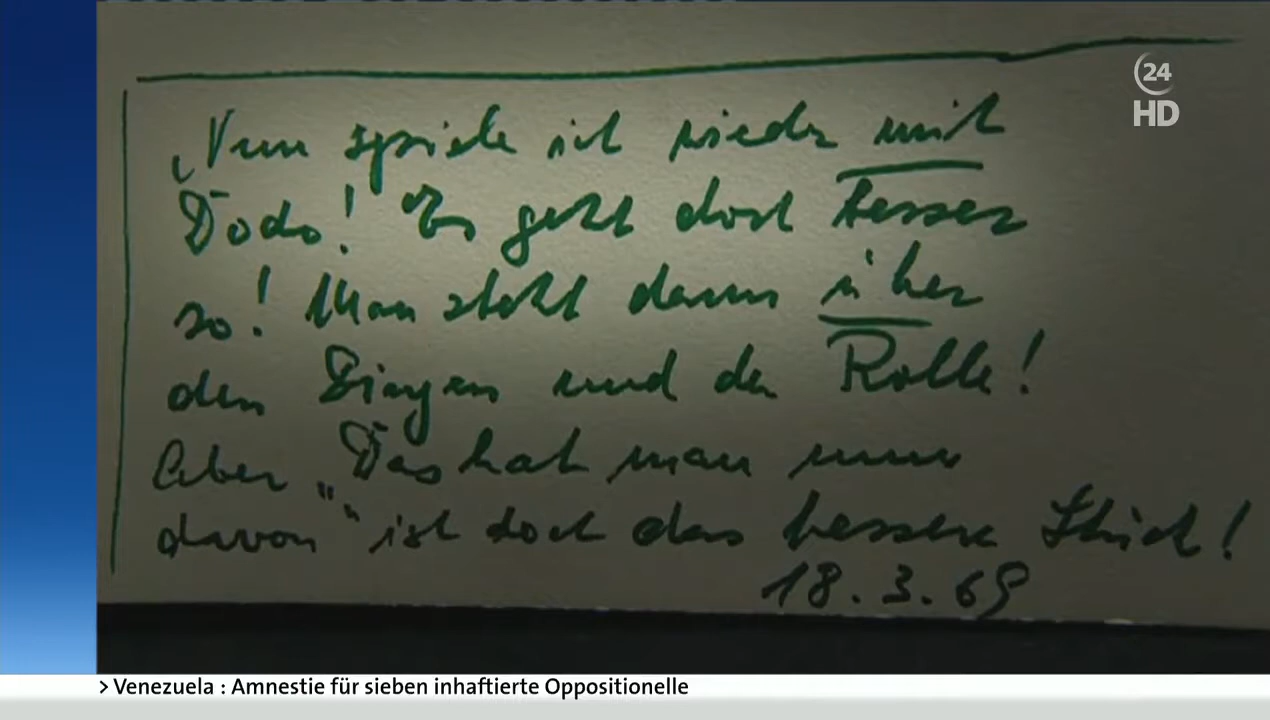 24
HD
„Nun spiele ich wieder mit
Dodo! Es geht doch besser
so! Man steht dann über
den Dingen und der Rolle!
Aber „Das hat man nun
davon" ist doch das bessere Stück!
18.3.69
> Venezuela : Amnestie für sieben inhaftierte Oppositionelle